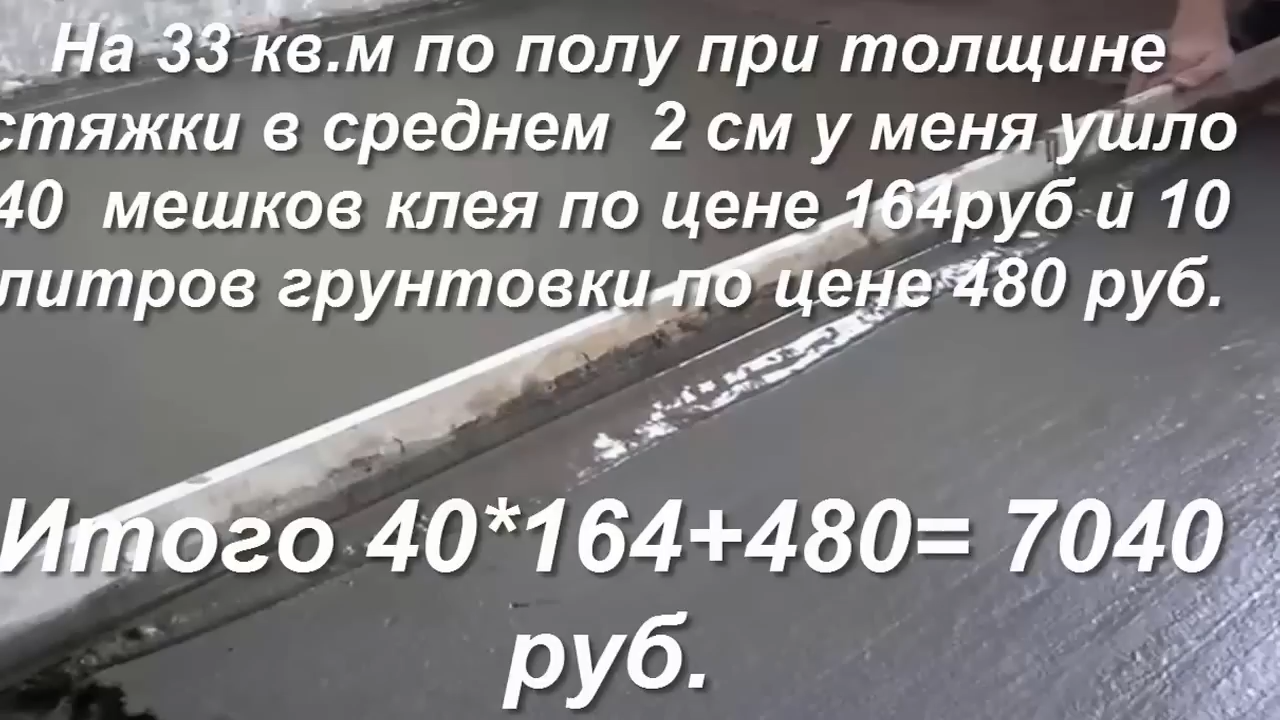 На 33 кв.м по полу при толщине
стяжки в среднем 2 см у меня ушло
40 мешков клея по цене 164руб и 10
литров грунтовки по цене 480 руб.
Итого 40*164+480= 7040
руб.